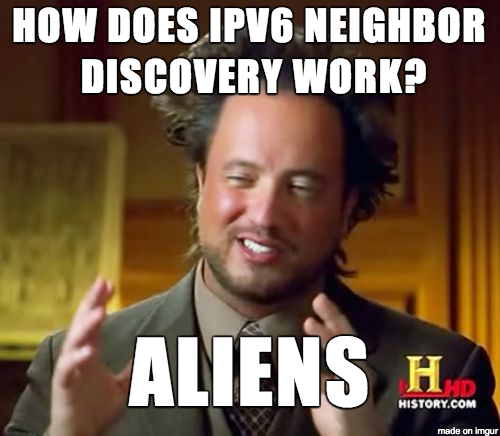 HOW DOES IPV6 NEIGHBOR
DISCOVERY WORK?
ALIENS
H HD
HISTORY.COM
made on imgur